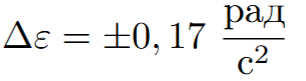 Δε = ±0, 17 рад/с²